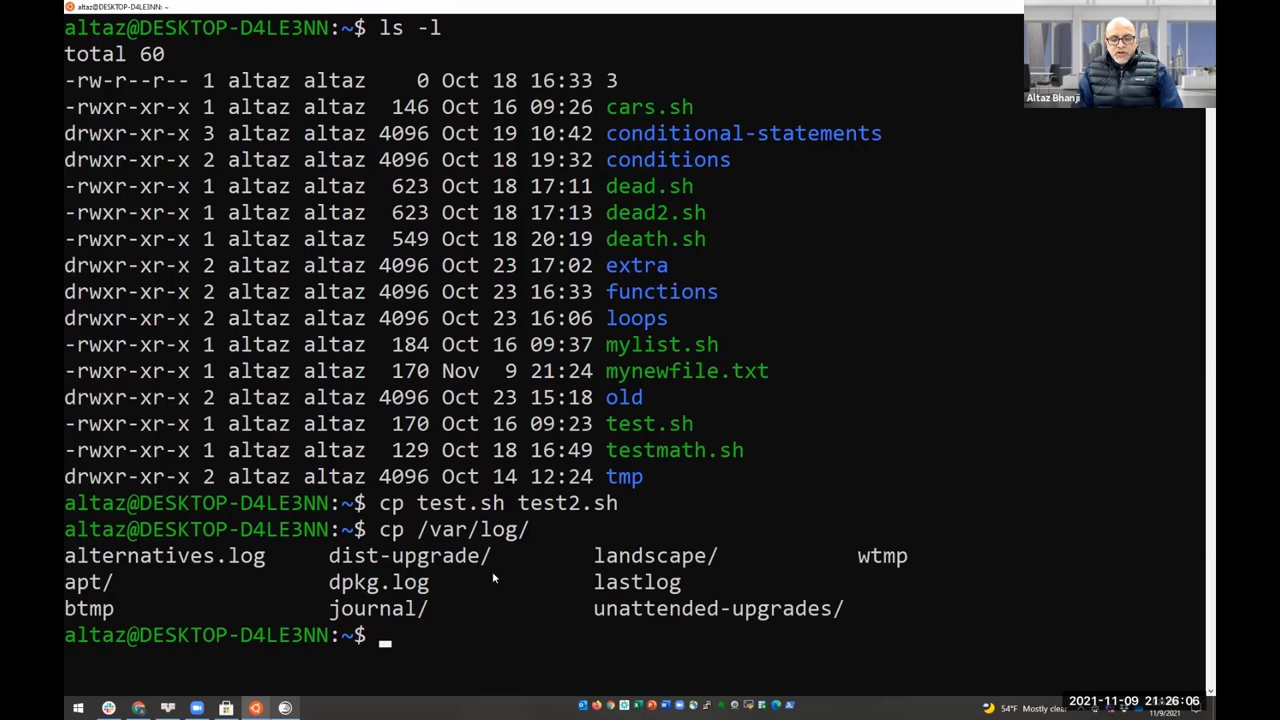 altaz@DESKTOP-D4LE3NN: ~
altaz@DESKTOP-D4LE3NN:~$ ls -l
total 60
-rw-r--r-- 1 altaz altaz    0 Oct 18 16:33 3
-rwxr-xr-x 1 altaz altaz  146 Oct 16 09:26 cars.sh
drwxr-xr-x 3 altaz altaz 4096 Oct 19 10:42 conditional-statements
drwxr-xr-x 2 altaz altaz 4096 Oct 18 19:32 conditions
-rwxr-xr-x 1 altaz altaz  623 Oct 18 17:11 dead.sh
-rwxr-xr-x 1 altaz altaz  623 Oct 18 17:13 dead2.sh
-rwxr-xr-x 1 altaz altaz  549 Oct 18 20:19 death.sh
drwxr-xr-x 2 altaz altaz 4096 Oct 23 17:02 extra
drwxr-xr-x 2 altaz altaz 4096 Oct 23 16:33 functions
drwxr-xr-x 2 altaz altaz 4096 Oct 23 16:06 loops
-rwxr-xr-x 1 altaz altaz  184 Oct 16 09:37 mylist.sh
-rwxr-xr-x 1 altaz altaz  170 Nov  9 21:24 mynewfile.txt
drwxr-xr-x 2 altaz altaz 4096 Oct 23 15:18 old
-rwxr-xr-x 1 altaz altaz  170 Oct 16 09:23 test.sh
-rwxr-xr-x 1 altaz altaz  129 Oct 18 16:49 testmath.sh
drwxr-xr-x 2 altaz altaz 4096 Oct 14 12:24 tmp
altaz@DESKTOP-D4LE3NN:~$ cp test.sh test2.sh
altaz@DESKTOP-D4LE3NN:~$ cp /var/log/
alternatives.log     dist-upgrade/        landscape/           wtmp
apt/                 dpkg.log             lastlog
btmp                 journal/             unattended-upgrades/
altaz@DESKTOP-D4LE3NN:~$
Altaz Bhanji
54°F Mostly clear
2021-11-09 21:26:06
11/9/2021